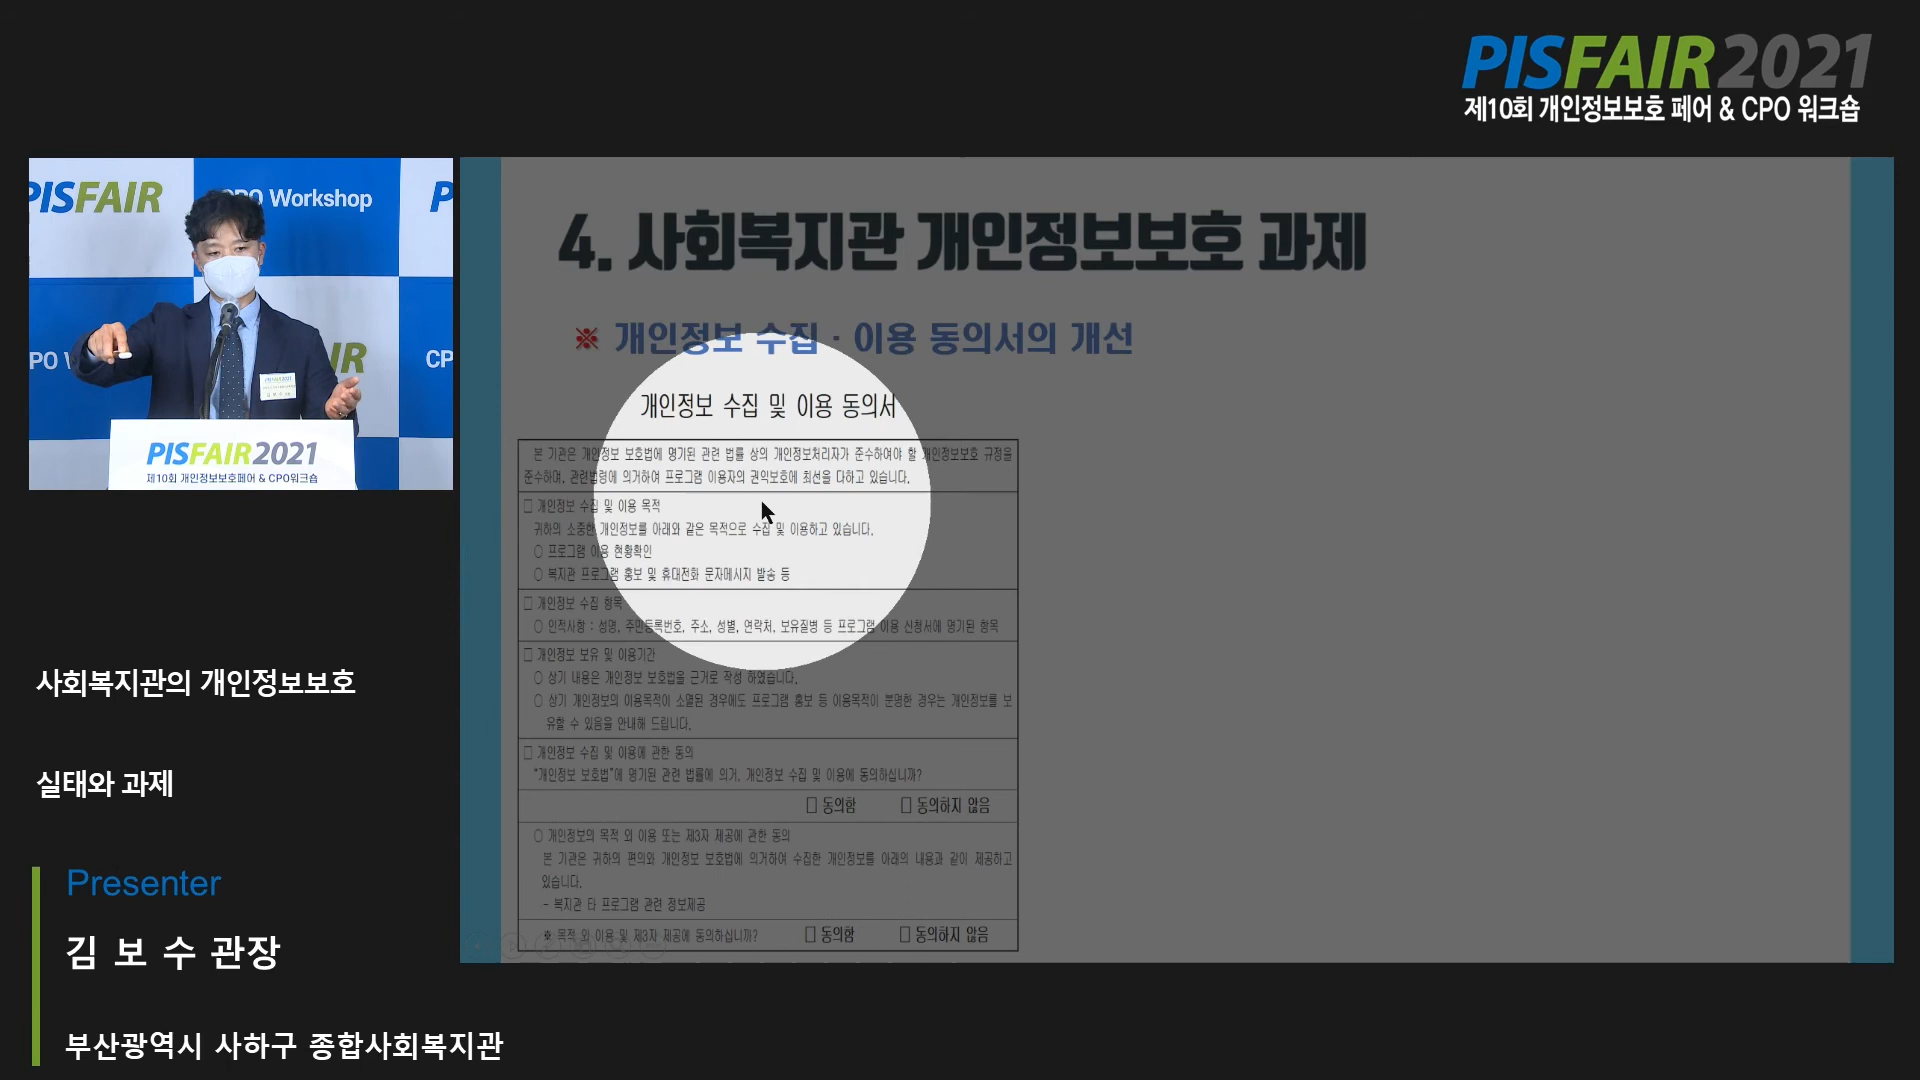 PISFAIR2021
제10회 개인정보보호 페어 & CPO 워크숍
PISFAIR
CPO Workshop
P
PO W
IR
CP
PISFAIR2021
제10회 개인정보보호페어 & CPO워크숍
4. 사회복지관 개인정보보호 과제
※ 개인정보 수집 · 이용 동의서의 개선
개인정보 수집 및 이용 동의서
본 기관은 개인정보 보호법에 명기된 관련 법률 상의 개인정보처리자가 준수하여야 할 개인정보보호 규정을
준수하며, 관련법령에 의거하여 프로그램 이용자의 권익보호에 최선을 다하고 있습니다.
□ 개인정보 수집 및 이용 목적
귀하의 소중한 개인정보를 아래와 같은 목적으로 수집 및 이용하고 있습니다.
○ 프로그램 이용 현황확인
○ 복지관 프로그램 홍보 및 휴대전화 문자메시지 발송 등
□ 개인정보 수집 항목
○ 인적사항 : 성명, 주민등록번호, 주소, 성별, 연락처, 보유질병 등 프로그램 이용 신청서에 명기된 항목
□ 개인정보 보유 및 이용기간
○ 상기 내용은 개인정보 보호법을 근거로 작성 하였습니다.
○ 상기 개인정보의 이용목적이 소멸된 경우에도 프로그램 홍보 등 이용목적이 분명한 경우는 개인정보를 보
유할 수 있음을 안내해 드립니다.
□ 개인정보 수집 및 이용에 관한 동의
"개인정보 보호법"에 명기된 관련 법률에 의거, 개인정보 수집 및 이용에 동의하십니까?
□ 동의함 □ 동의하지 않음
○ 개인정보의 목적 외 이용 또는 제3자 제공에 관한 동의
본 기관은 귀하의 편의와 개인정보 보호법에 의거하여 수집한 개인정보를 아래의 내용과 같이 제공하고
있습니다.
- 복지관 타 프로그램 관련 정보제공
※ 목적 외 이용 및 제3자 제공에 동의하십니까? □ 동의함 □ 동의하지 않음
사회복지관의 개인정보보호
실태와 과제
Presenter
김 보 수 관장
부산광역시 사하구 종합사회복지관